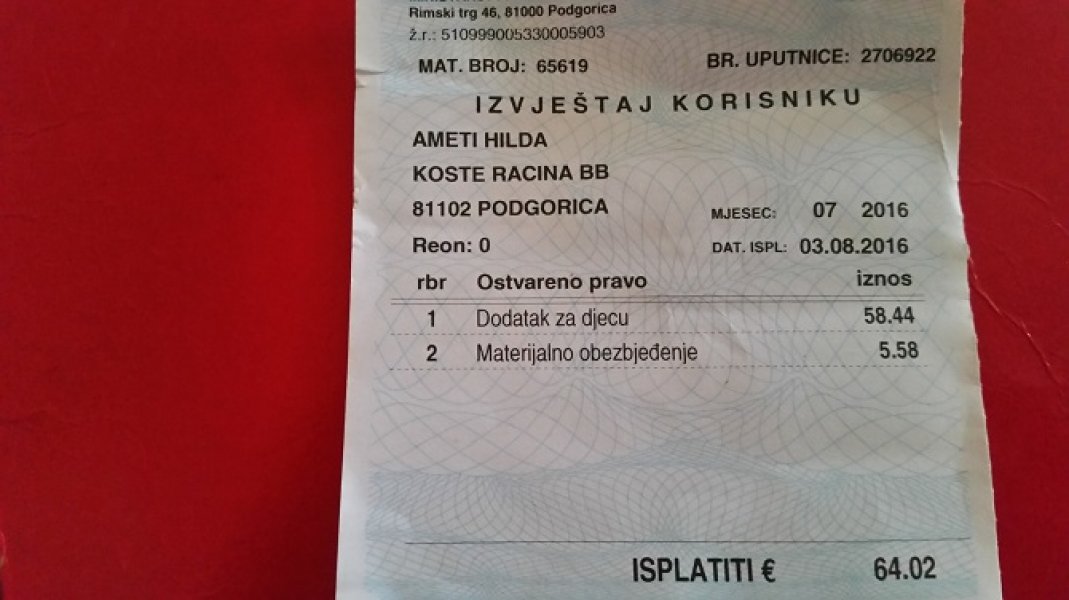 Rimski trg 46, 81000 Podgorica
ž.r.: 510999005330005903
MAT. BROJ: 65619 BR. UPUTNICE: 2706922
IZVJEŠTAJ KORISNIKU
AMETI HILDA
KOSTE RACINA BB
81102 PODGORICA MJESEC: 07 2016
Reon: 0 DAT. ISPL: 03.08.2016
rbr Ostvareno pravo iznos
1 Dodatak za djecu 58.44
2 Materijalno obezbjeđenje 5.58
ISPLATITI € 64.02